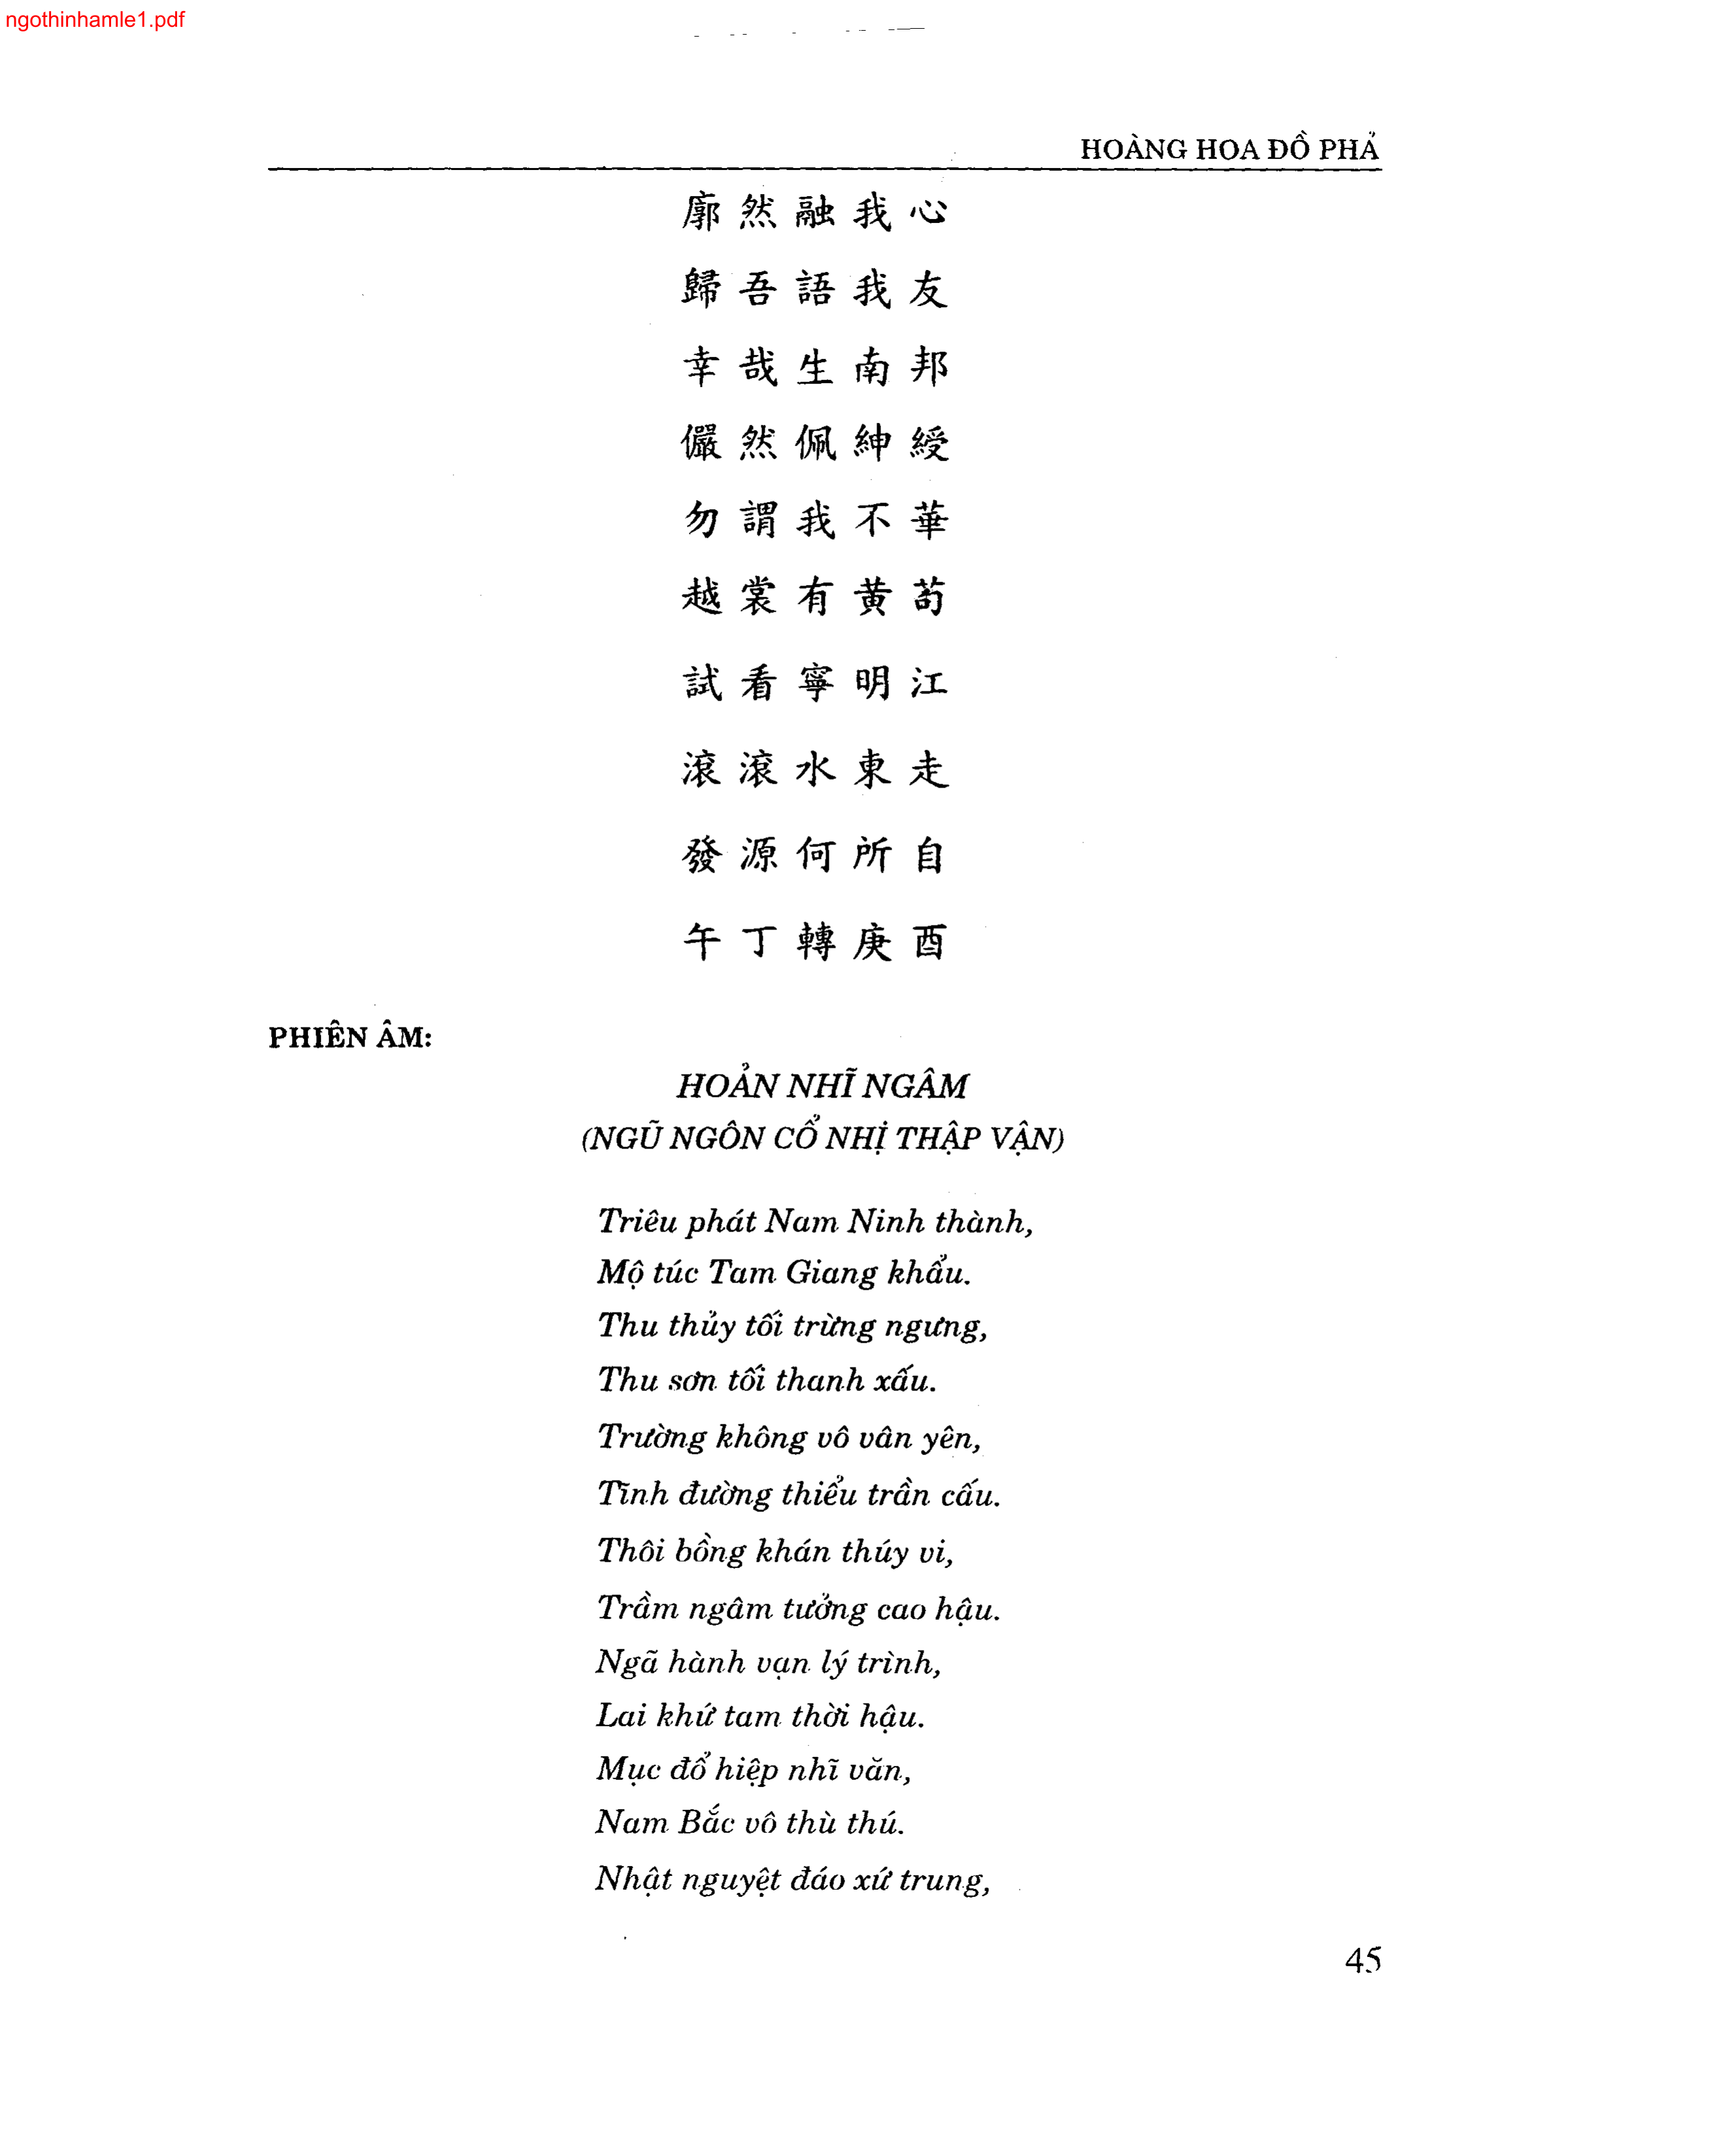 ngothinhamle1.pdf
HOÀNG HOA ĐỒ PHẢ
廓然融我心
歸吾語我友
幸哉生南邦
儼然佩紳綬
勿謂我不華
越裳有黃茍
試看寧明江
滾滾水東走
發源何所自
午丁轉庚酉
PHIÊN ÂM:
HOẢN NHĨ NGÂM
(NGŨ NGÔN CỔ NHỊ THẬP VẬN)
Triêu phát Nam Ninh thành,
Mộ túc Tam Giang khẩu.
Thu thủy tối trừng ngưng,
Thu sơn tối thanh xấu.
Trường không vô vân yên,
Tĩnh đường thiểu trần cấu.
Thôi bồng khán thúy vi,
Trầm ngâm tưởng cao hậu.
Ngã hành vạn lý trình,
Lai khứ tam thời hậu.
Mục đổ hiệp nhĩ văn,
Nam Bắc vô thù thú.
Nhật nguyệt đáo xứ trung,
45